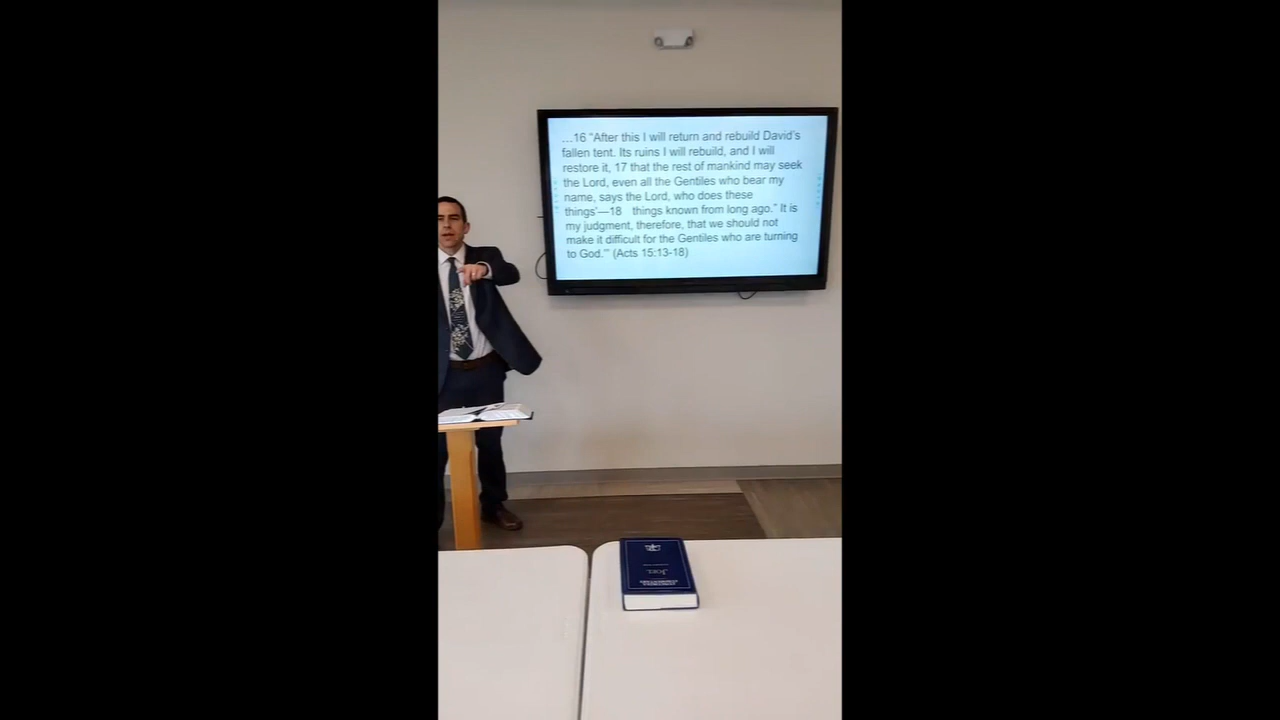 …16 “After this I will return and rebuild David’s
fallen tent. Its ruins I will rebuild, and I will
restore it, 17 that the rest of mankind may seek
the Lord, even all the Gentiles who bear my
name, says the Lord, who does these
things’—18 things known from long ago.” It is
my judgment, therefore, that we should not
make it difficult for the Gentiles who are turning
to God.’” (Acts 15:13-18)
JOEL